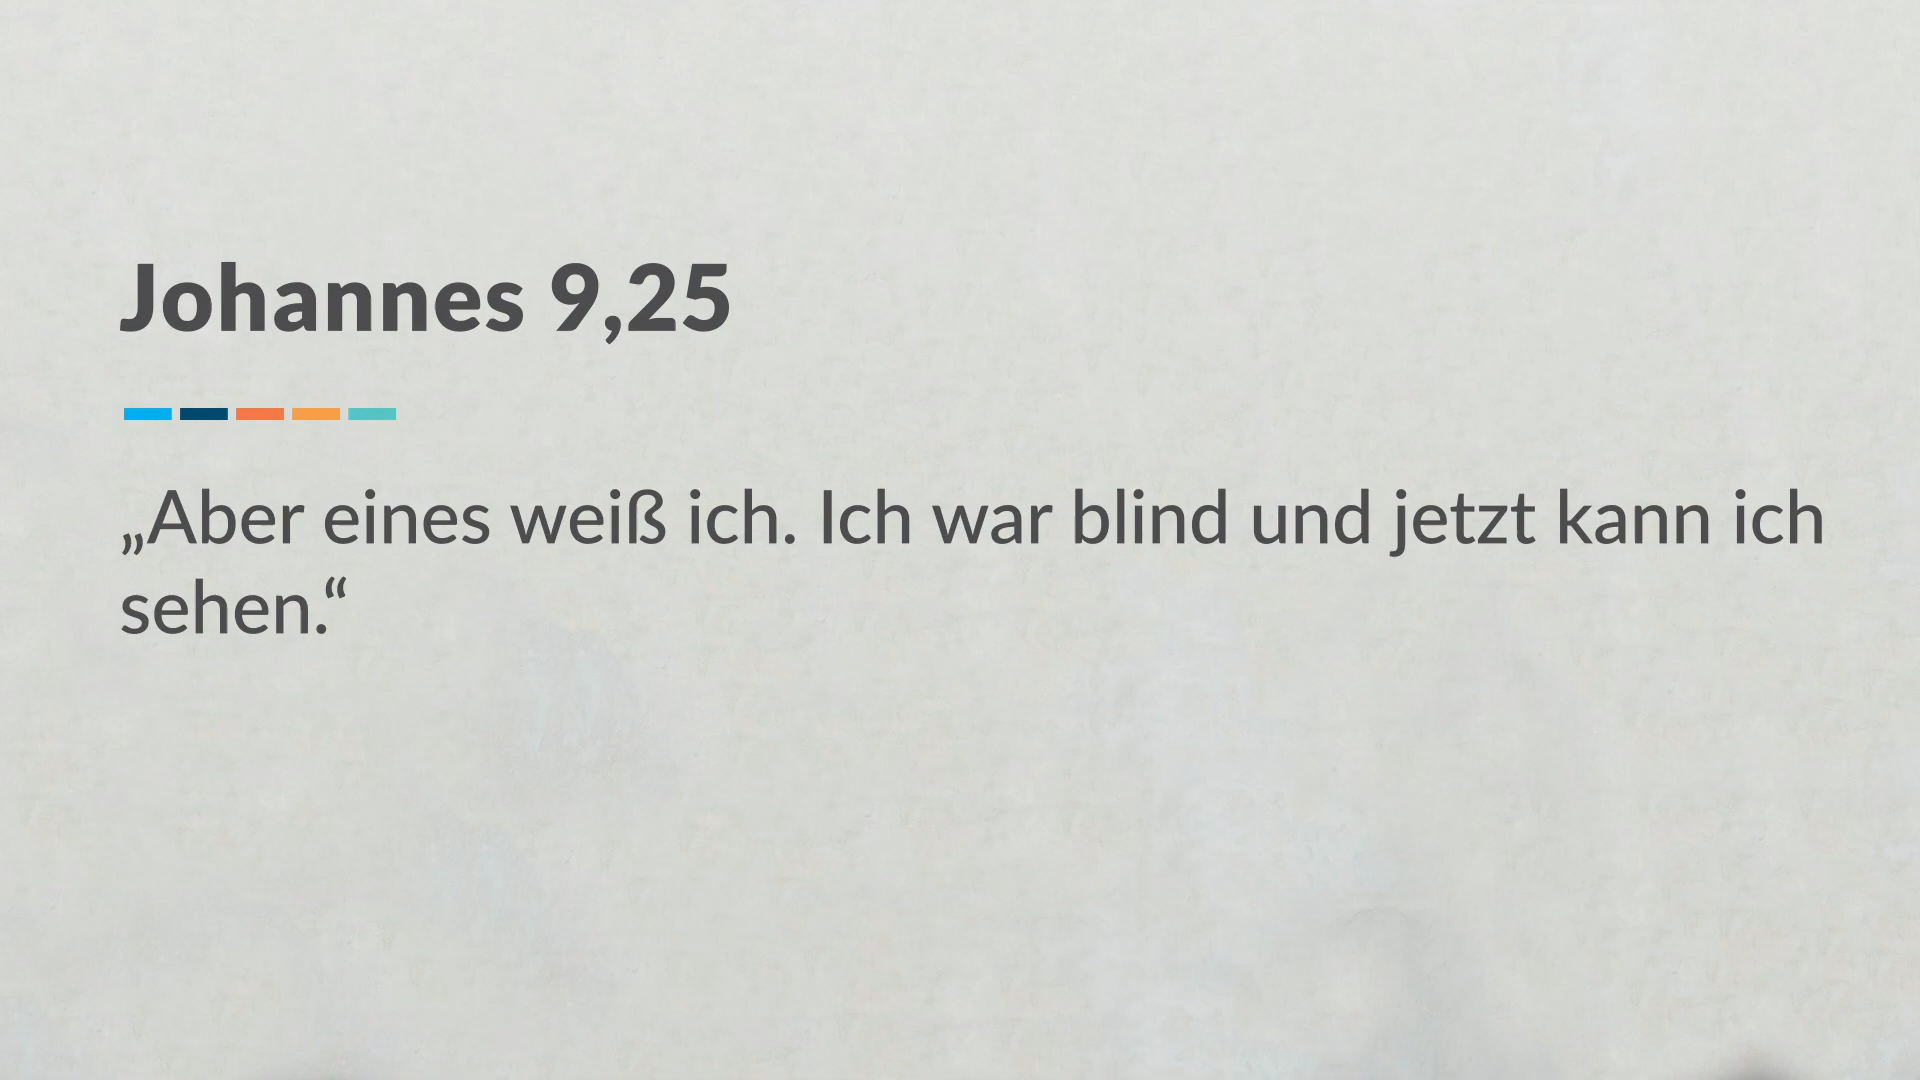 Johannes 9,25
„Aber eines weiß ich. Ich war blind und jetzt kann ich
sehen.“